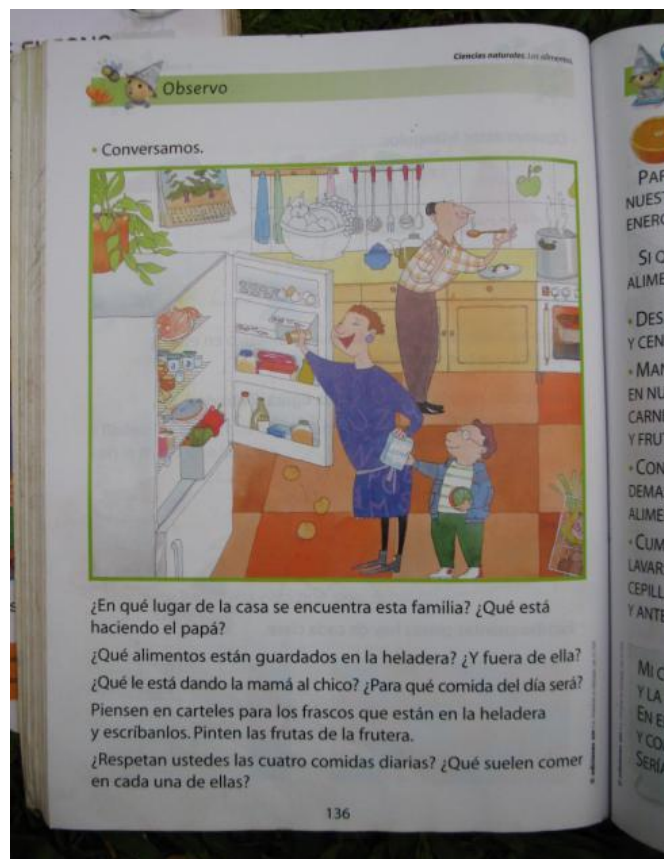 Ciencias naturales. Los alimentos.
Observo
• Conversamos.
¿En qué lugar de la casa se encuentra esta familia? ¿Qué está
haciendo el papá?
¿Qué alimentos están guardados en la heladera? ¿Y fuera de ella?
¿Qué le está dando la mamá al chico? ¿Para qué comida del día será?
Piensen en carteles para los frascos que están en la heladera
y escríbanlos. Pinten las frutas de la frutera.
¿Respetan ustedes las cuatro comidas diarias? ¿Qué suelen comer
en cada una de ellas?
136
PAR
NUES
ENERG
SI Q
ALIME
• DES
Y CEN
• MAN
EN NU
CARNE
Y FRUT
• CON
DEMA
ALIME
• CUM
LAVAR
CEPILL
Y ANTE
MI C
Y LA
EN E
Y CO
SERÍA